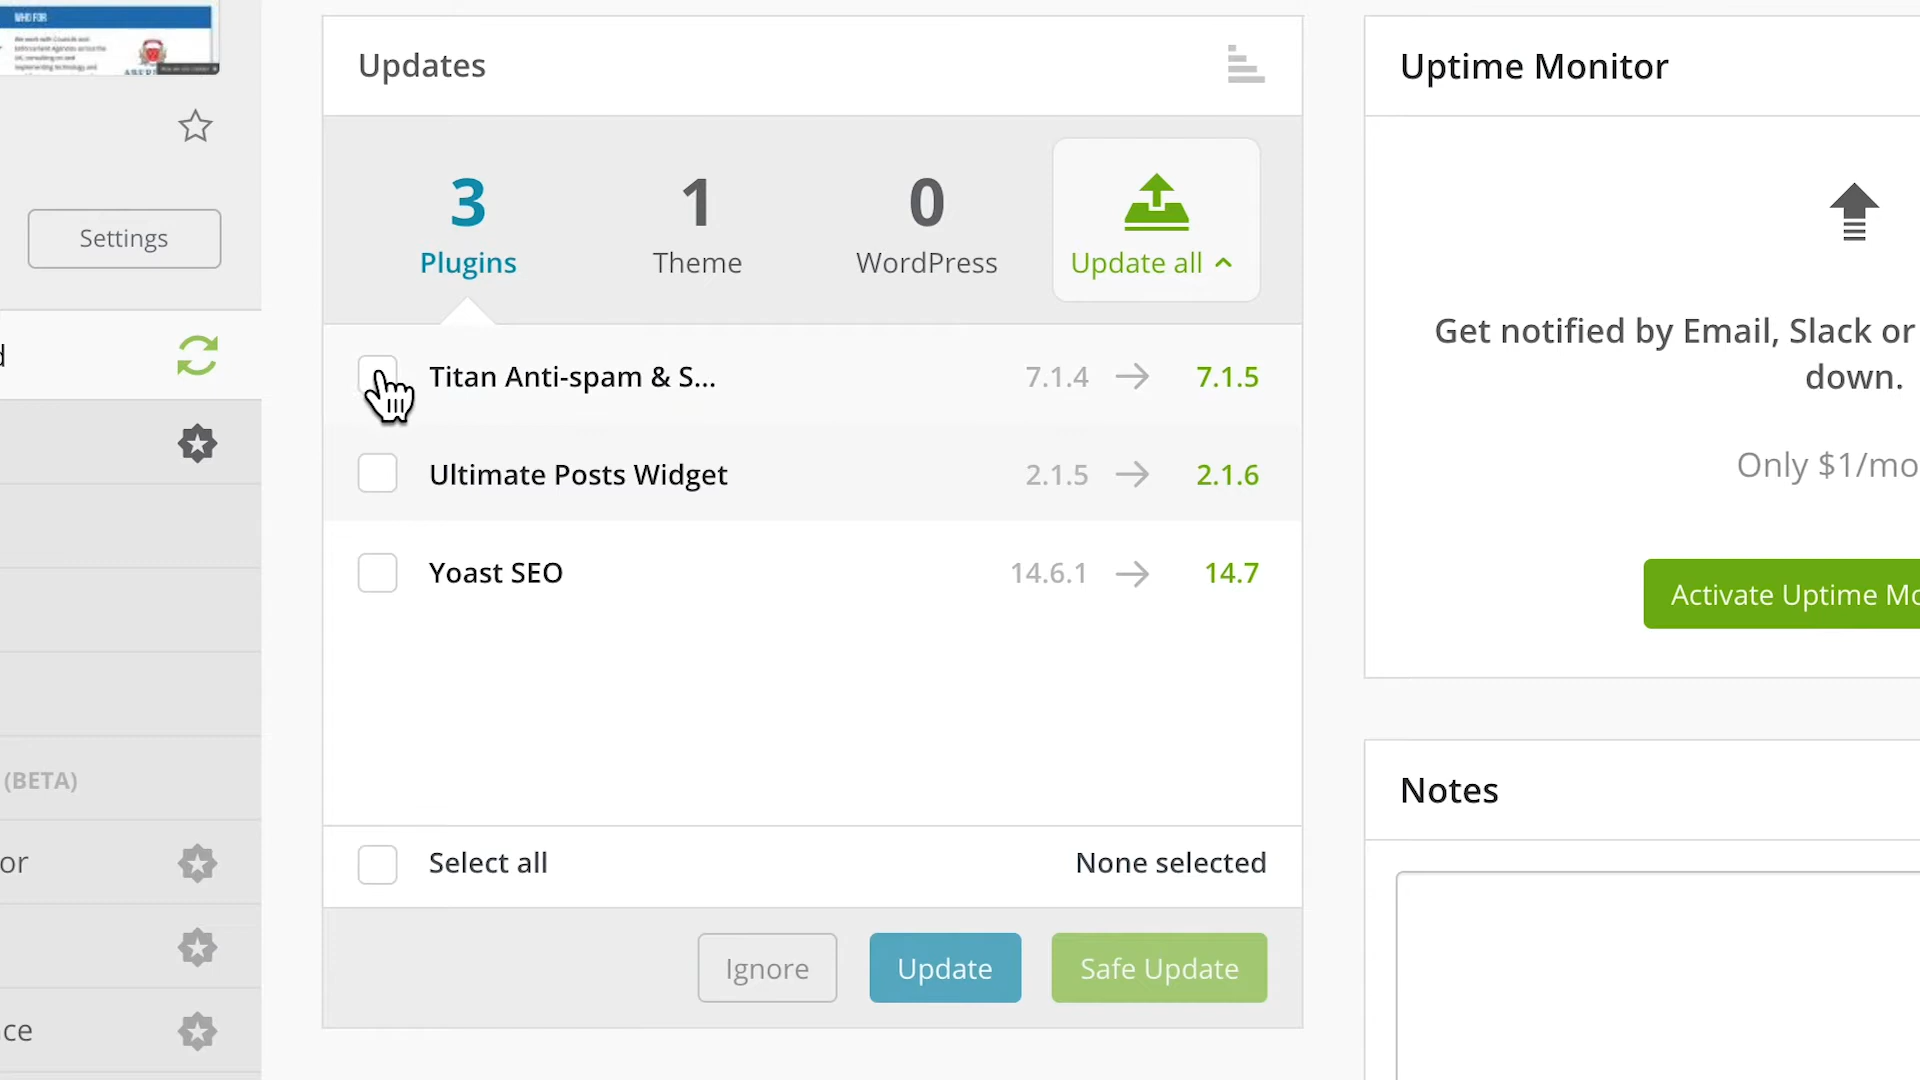 WHO FOR
Settings
d
(BETA)
or
ce
Updates
3
Plugins
1
Theme
0
WordPress
Update all
Titan Anti-spam & S...
7.1.4
7.1.5
Ultimate Posts Widget
2.1.5
2.1.6
Yoast SEO
14.6.1
14.7
Select all
None selected
Ignore
Update
Safe Update
Uptime Monitor
Get notified by Email, Slack or
down.
Only $1/mo
Activate Uptime Mo
Notes